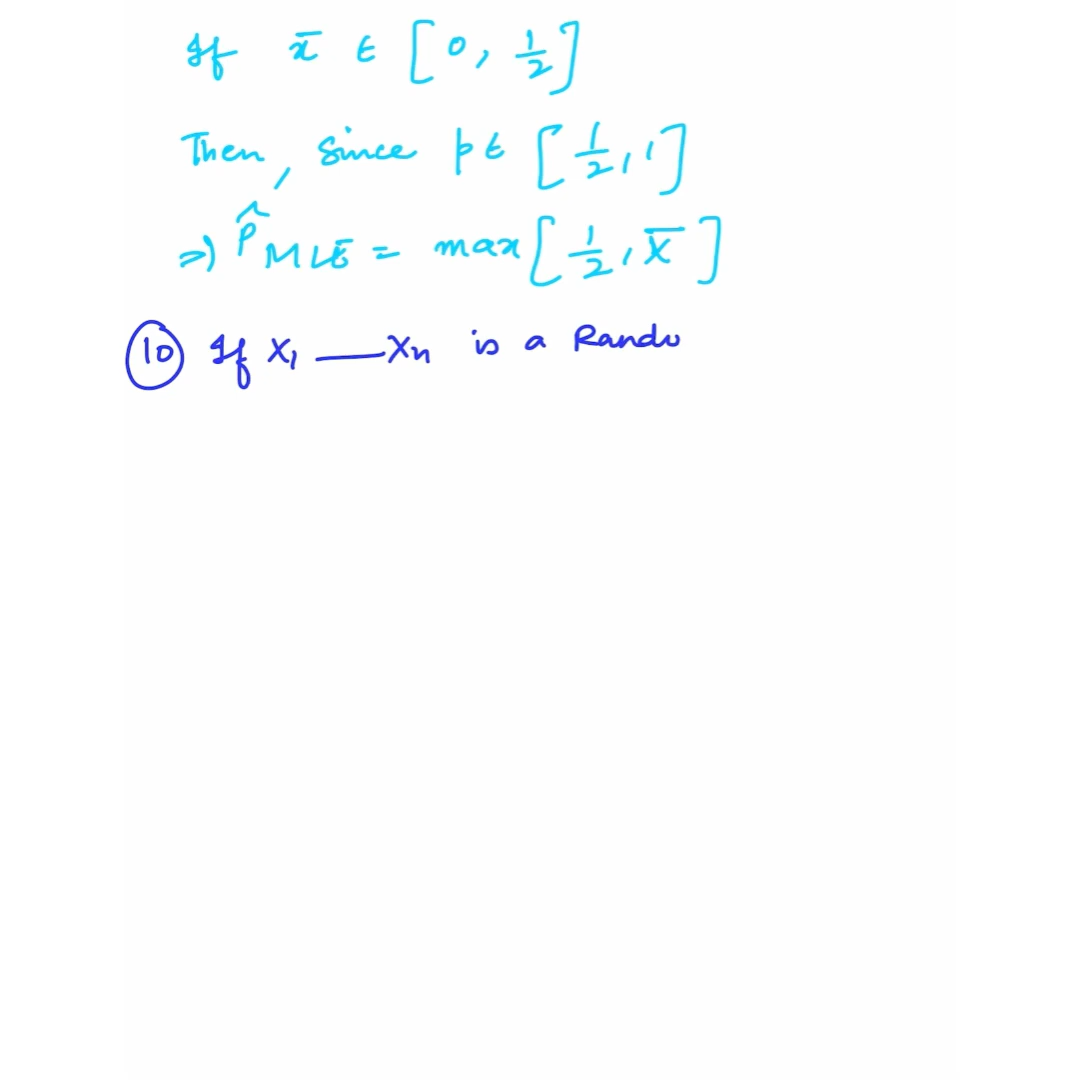 If x̄ ∈ [0, 1/2]
Then, since p ∈ [1/2, 1]
⇒) P̂ MLE = max[1/2, X̄]
(10) If X₁ —— Xn is a Rando